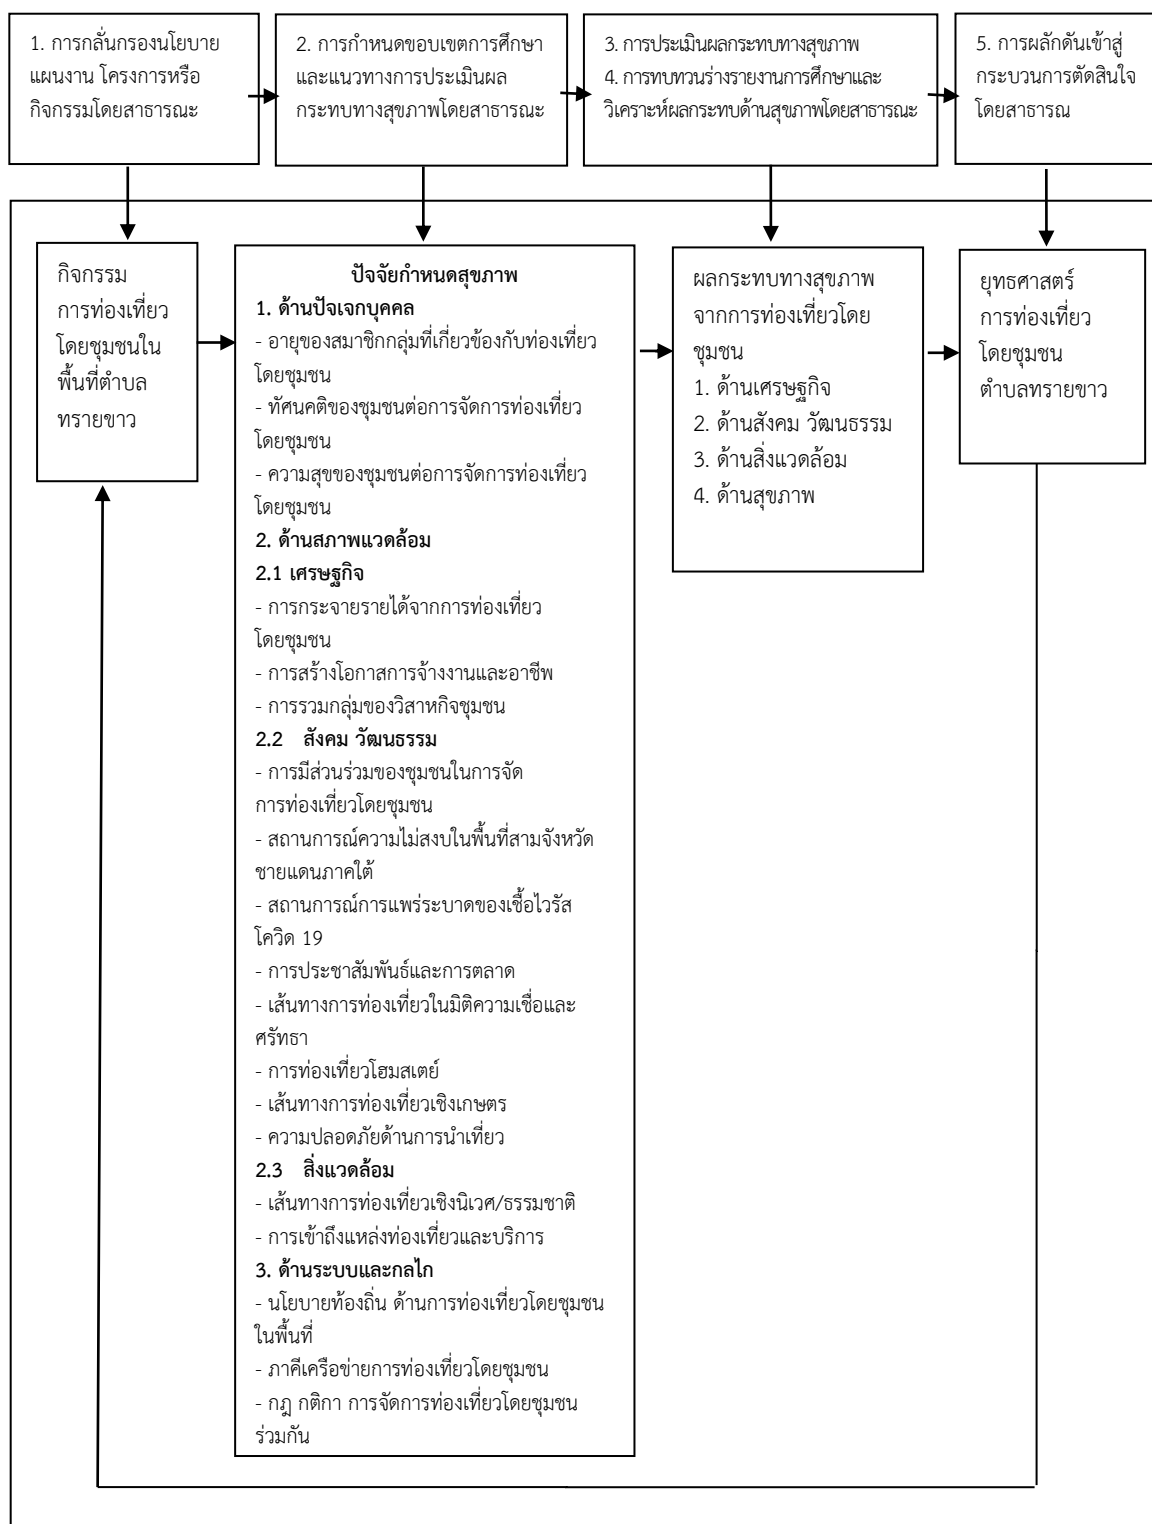 1. การกลั่นกรองนโยบาย
แผนงาน โครงการหรือ
กิจกรรมโดยสาธารณะ
2. การกำหนดขอบเขตการศึกษา
และแนวทางการประเมินผล
กระทบทางสุขภาพโดยสาธารณะ
3. การประเมินผลกระทบทางสุขภาพ
4. การทบทวนร่างรายงานการศึกษาและ
วิเคราะห์ผลกระทบด้านสุขภาพโดยสาธารณะ
5. การผลักดันเข้าสู่
กระบวนการตัดสินใจ
โดยสาธารณ
กิจกรรม
การท่องเที่ยว
โดยชุมชนใน
พื้นที่ตำบล
ทรายขาว
ปัจจัยกำหนดสุขภาพ
1. ด้านปัจเจกบุคคล
- อายุของสมาชิกกลุ่มที่เกี่ยวข้องกับท่องเที่ยว
โดยชุมชน
- ทัศนคติของชุมชนต่อการจัดการท่องเที่ยว
โดยชุมชน
- ความสุขของชุมชนต่อการจัดการท่องเที่ยว
โดยชุมชน
2. ด้านสภาพแวดล้อม
2.1 เศรษฐกิจ
- การกระจายรายได้จากการท่องเที่ยว
โดยชุมชน
- การสร้างโอกาสการจ้างงานและอาชีพ
- การรวมกลุ่มของวิสาหกิจชุมชน
2.2 สังคม วัฒนธรรม
- การมีส่วนร่วมของชุมชนในการจัด
การท่องเที่ยวโดยชุมชน
- สถานการณ์ความไม่สงบในพื้นที่สามจังหวัด
ชายแดนภาคใต้
- สถานการณ์การแพร่ระบาดของเชื้อไวรัส
โควิด 19
- การประชาสัมพันธ์และการตลาด
- เส้นทางการท่องเที่ยวในมิติความเชื่อและ
ศรัทธา
- การท่องเที่ยวโฮมสเตย์
- เส้นทางการท่องเที่ยวเชิงเกษตร
- ความปลอดภัยด้านการนำเที่ยว
2.3 สิ่งแวดล้อม
- เส้นทางการท่องเที่ยวเชิงนิเวศ/ธรรมชาติ
- การเข้าถึงแหล่งท่องเที่ยวและบริการ
3. ด้านระบบและกลไก
- นโยบายท้องถิ่น ด้านการท่องเที่ยวโดยชุมชน
ในพื้นที่
- ภาคีเครือข่ายการท่องเที่ยวโดยชุมชน
- กฎ กติกา การจัดการท่องเที่ยวโดยชุมชน
ร่วมกัน
ผลกระทบทางสุขภาพ
จากการท่องเที่ยวโดย
ชุมชน
1. ด้านเศรษฐกิจ
2. ด้านสังคม วัฒนธรรม
3. ด้านสิ่งแวดล้อม
4. ด้านสุขภาพ
ยุทธศาสตร์
การท่องเที่ยว
โดยชุมชน
ตำบลทรายขาว